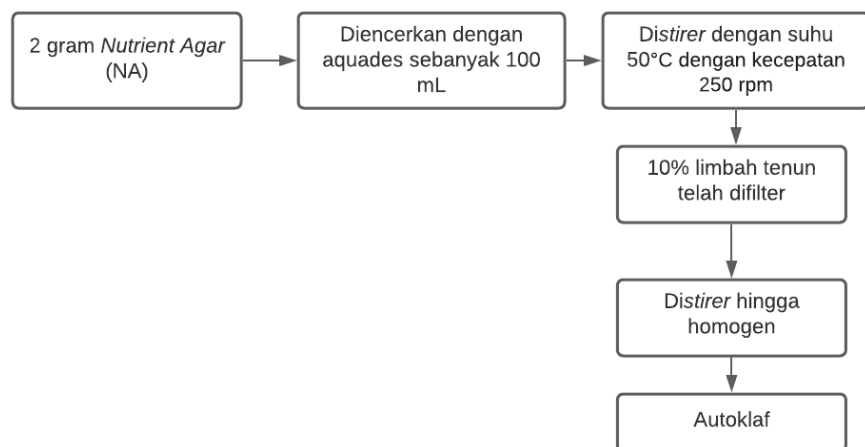 2 gram Nutrient Agar
(NA)
Diencerkan dengan
aquades sebanyak 100
mL
Distirer dengan suhu
50°C dengan kecepatan
250 rpm
10% limbah tenun
telah difilter
Distirer hingga
homogen
Autoklaf